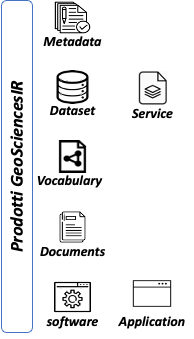 Prodotti GeoSciencesIR
Metadata
Dataset
Service
Vocabulary
Documents
software
Application